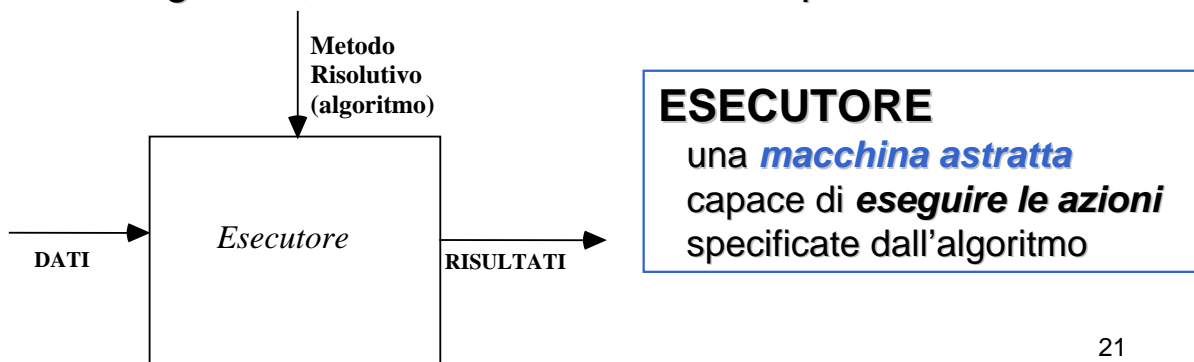 Metodo
Risolutivo
(algoritmo)
Esecutore
DATI
RISULTATI
ESECUTORE
una macchina astratta
capace di eseguire le azioni
specificate dall'algoritmo
21